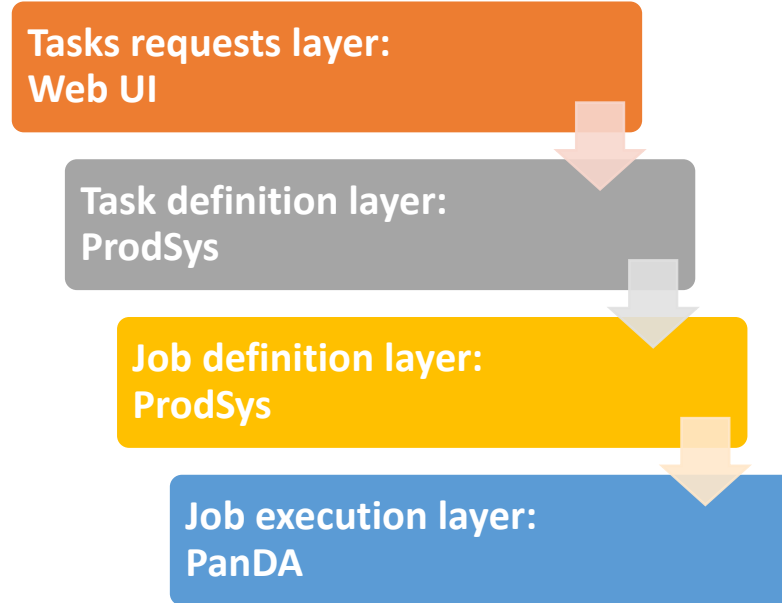 Tasks requests layer:
Web UI
Task definition layer:
ProdSys
Job definition layer:
ProdSys
Job execution layer:
PanDA